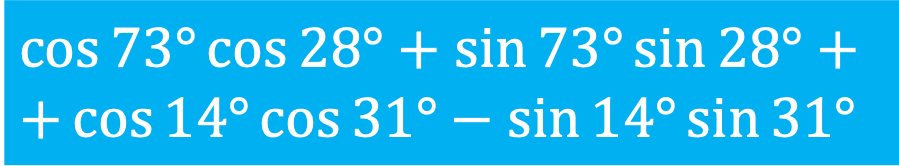 cos 73° cos 28° + sin 73° sin 28° +
+ cos 14° cos 31° − sin 14° sin 31°